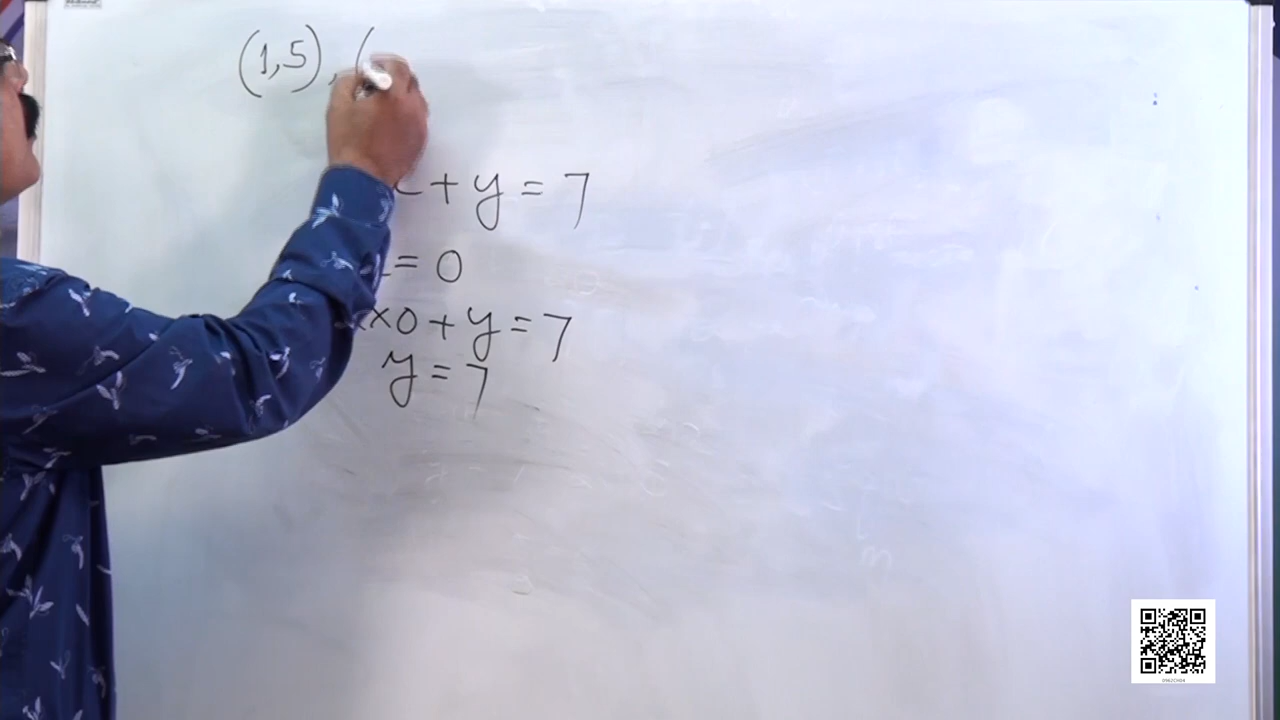 (1,5), (
x + y = 7
= 0
×0 + y = 7
y = 7